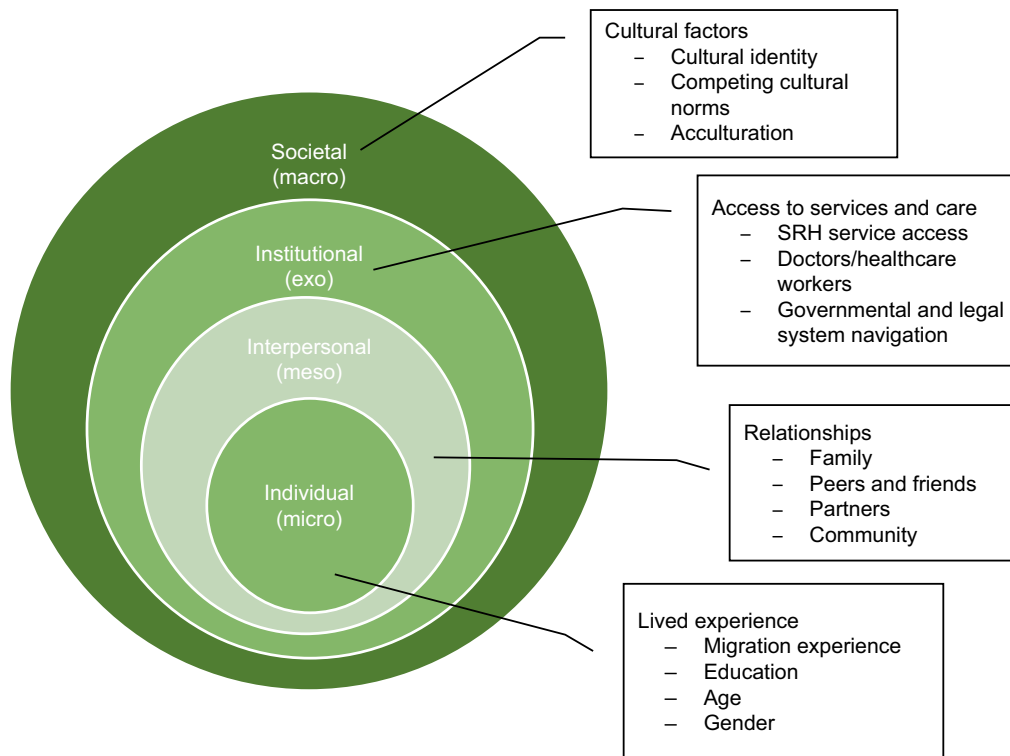 Cultural factors
– Cultural identity
– Competing cultural
norms
– Acculturation
Societal
(macro)
Access to services and care
– SRH service access
– Doctors/healthcare
workers
– Governmental and legal
system navigation
Institutional
(exo)
Interpersonal
(meso)
Relationships
– Family
– Peers and friends
– Partners
– Community
Individual
(micro)
Lived experience
– Migration experience
– Education
– Age
– Gender